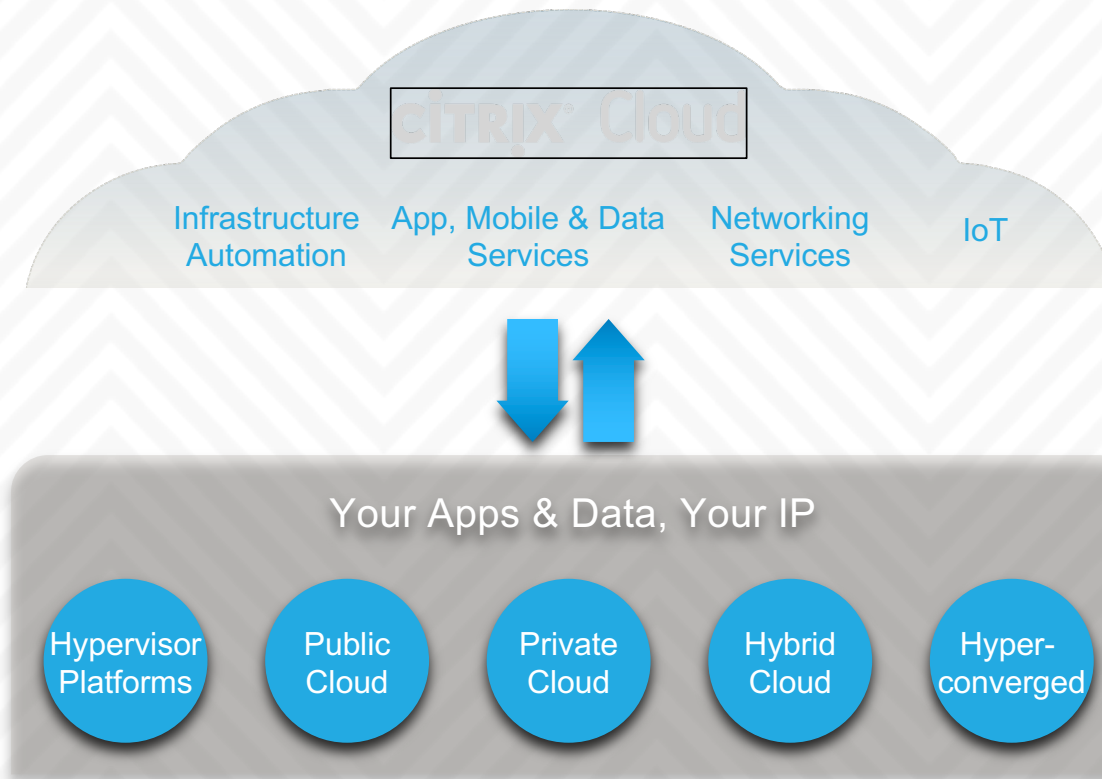 CITRIX® Cloud
Infrastructure
Automation
App, Mobile & Data
Services
Networking
Services
IoT
Your Apps & Data, Your IP
Hypervisor
Platforms
Public
Cloud
Private
Cloud
Hybrid
Cloud
Hyper-
converged